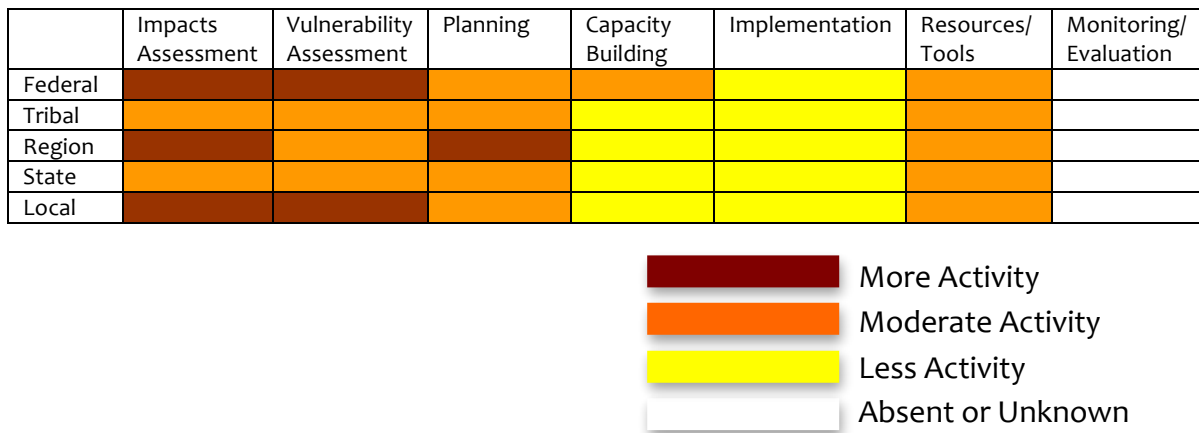 Impacts Assessment
Vulnerability Assessment
Planning
Capacity Building
Implementation
Resources/ Tools
Monitoring/ Evaluation
Federal
Tribal
Region
State
Local
More Activity
Moderate Activity
Less Activity
Absent or Unknown